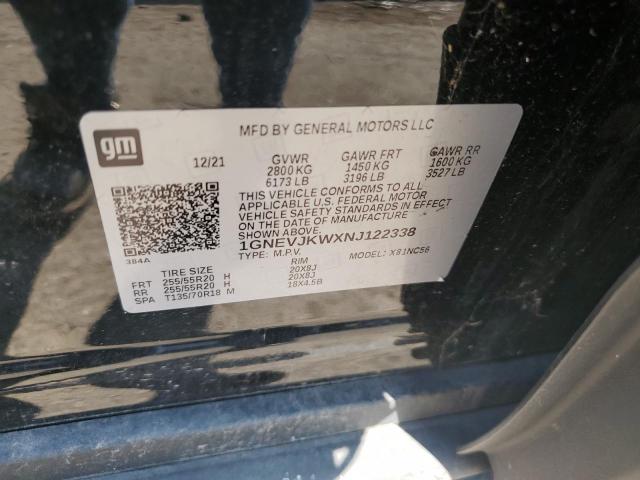 MFD BY GENERAL MOTORS LLC
gm
12/21 GVWR GAWR FRT GAWR RR
2800 KG 1450 KG 1600 KG
6173 LB 3196 LB 3527 LB
THIS VEHICLE CONFORMS TO ALL
APPLICABLE U.S. FEDERAL MOTOR
VEHICLE SAFETY STANDARDS IN EFFECT
ON THE DATE OF MANUFACTURE
SHOWN ABOVE.
1GNEVJKWXNJ122338
384A
TYPE: M.P.V. MODEL: X81NC56
TIRE SIZE RIM
FRT 255/55R20 H 20X8J
RR 255/55R20 H 20X8J
SPA T135/70R18 M 18X4.5B